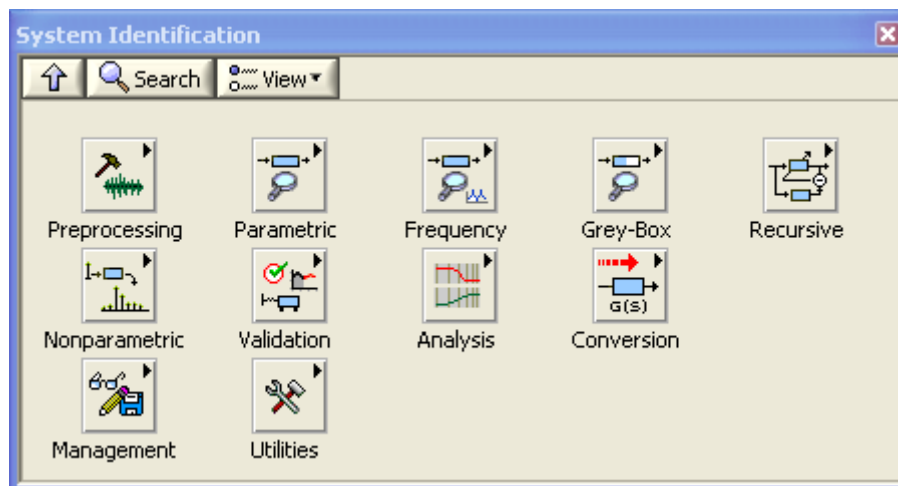 System Identification
Search View
Preprocessing Parametric Frequency Grey-Box Recursive
G(s)
Nonparametric Validation Analysis Conversion
Management Utilities